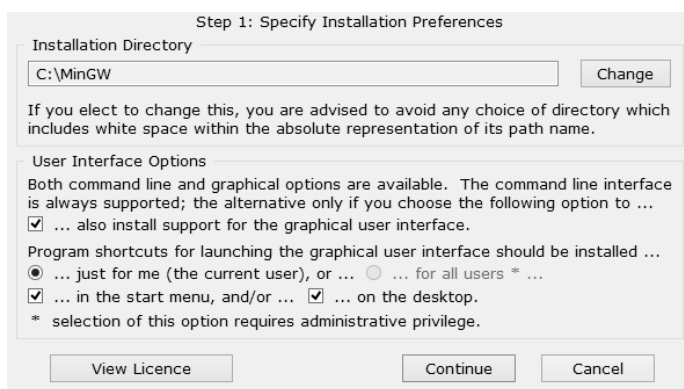 Step 1: Specify Installation Preferences
Installation Directory
C:\MinGW
Change
If you elect to change this, you are advised to avoid any choice of directory which
includes white space within the absolute representation of its path name.
User Interface Options
Both command line and graphical options are available.  The command line interface
is always supported; the alternative only if you choose the following option to ...
... also install support for the graphical user interface.
Program shortcuts for launching the graphical user interface should be installed ...
... just for me (the current user), or ... ... for all users * ...
... in the start menu, and/or ... ... on the desktop.
* selection of this option requires administrative privilege.
View Licence Continue Cancel